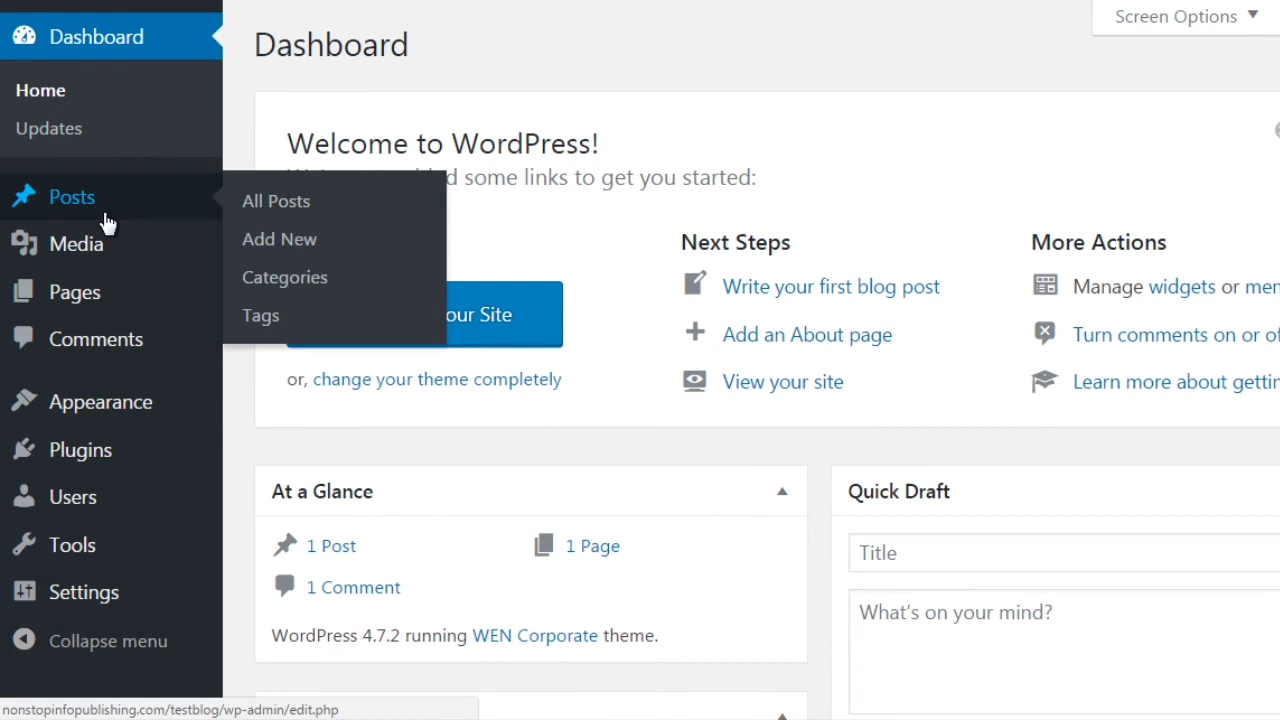 Screen Options
Dashboard
Home
Updates
Posts
Media
Pages
Comments
Appearance
Plugins
Users
Tools
Settings
Collapse menu
All Posts
Add New
Categories
Tags
Dashboard
Welcome to WordPress!
d some links to get you started:
our Site
or, change your theme completely
Next Steps
Write your first blog post
Add an About page
View your site
More Actions
Manage widgets or men
Turn comments on or of
Learn more about gettin
At a Glance
1 Post
1 Page
1 Comment
WordPress 4.7.2 running WEN Corporate theme.
Quick Draft
Title
What's on your mind?
nonstopinfopublishing.com/testblog/wp-admin/edit.php